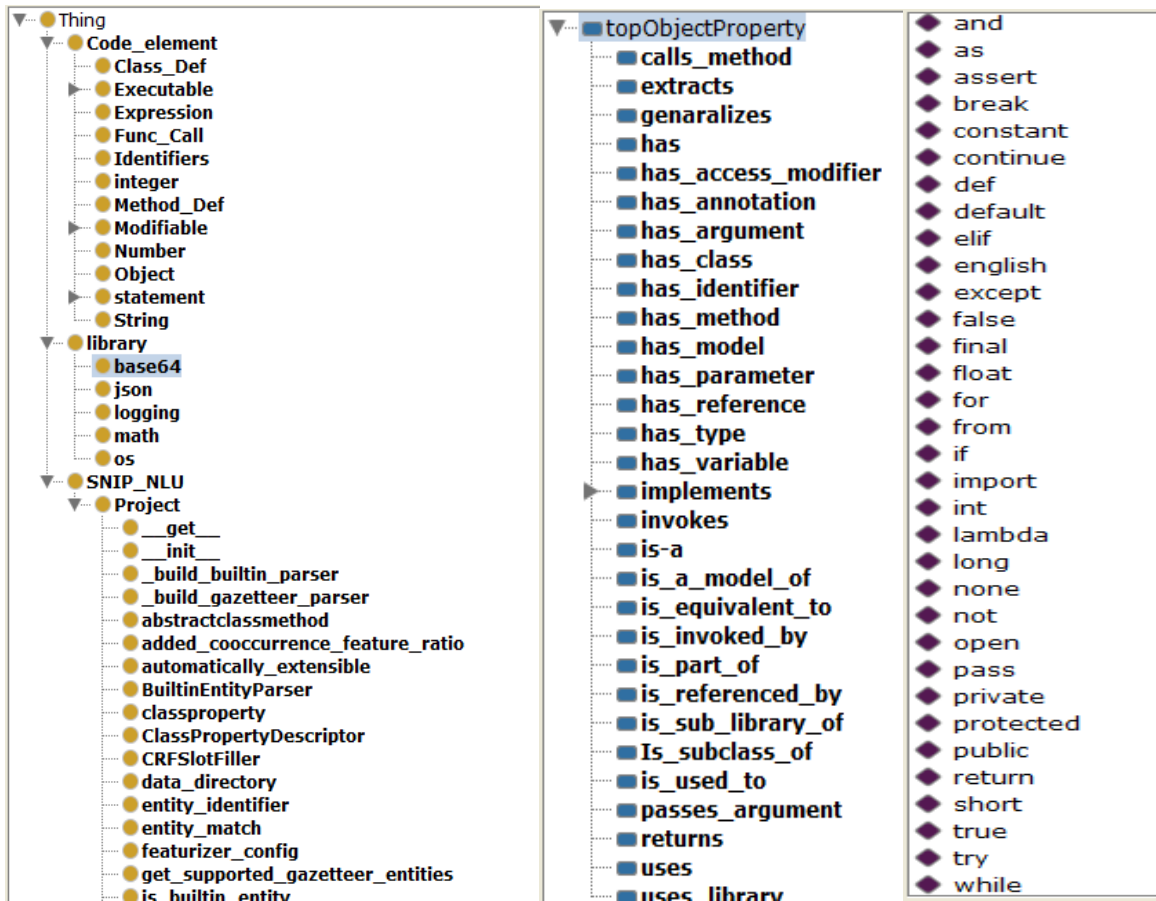 Thing
Code_element
Class_Def
Executable
Expression
Func_Call
Identifiers
integer
Method_Def
Modifiable
Number
Object
statement
String
library
base64
json
logging
math
os
SNIP_NLU
Project
__get__
__init__
_build_builtin_parser
_build_gazetteer_parser
abstractclassmethod
added_cooccurrence_feature_ratio
automatically_extensible
BuiltinEntityParser
classproperty
ClassPropertyDescriptor
CRFSlotFiller
data_directory
entity_identifier
entity_match
featurizer_config
get_supported_gazetteer_entities
is_builtin_entity
topObjectProperty
calls_method
extracts
genaralizes
has
has_access_modifier
has_annotation
has_argument
has_class
has_identifier
has_method
has_model
has_parameter
has_reference
has_type
has_variable
implements
invokes
is-a
is_a_model_of
is_equivalent_to
is_invoked_by
is_part_of
is_referenced_by
is_sub_library_of
Is_subclass_of
is_used_to
passes_argument
returns
uses
uses_library
and
as
assert
break
constant
continue
def
default
elif
english
except
false
final
float
for
from
if
import
int
lambda
long
none
not
open
pass
private
protected
public
return
short
true
try
while